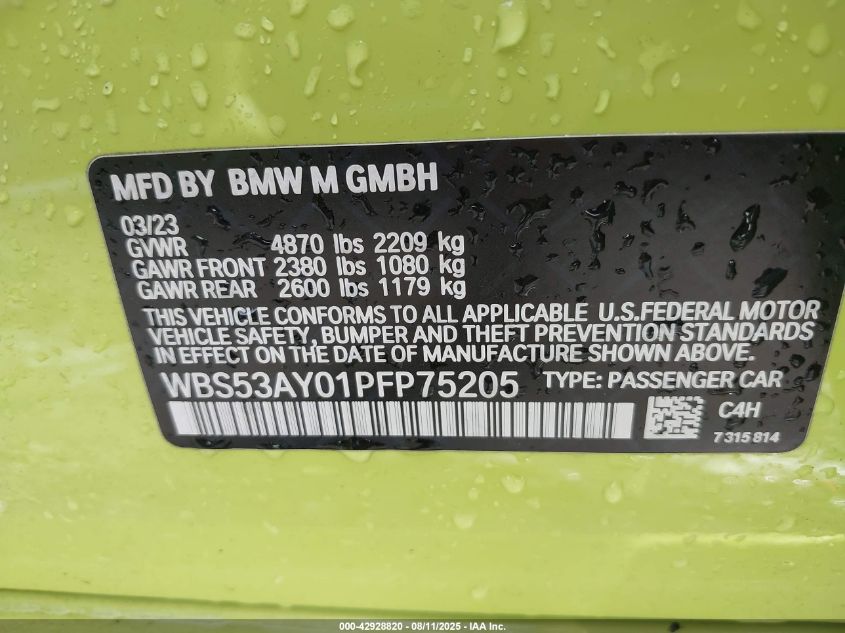 MFD BY BMW M GMBH
03/23
GVWR 4870 lbs 2209 kg
GAWR FRONT 2380 lbs 1080 kg
GAWR REAR 2600 lbs 1179 kg
THIS VEHICLE CONFORMS TO ALL APPLICABLE U.S.FEDERAL MOTOR
VEHICLE SAFETY, BUMPER AND THEFT PREVENTION STANDARDS
IN EFFECT ON THE DATE OF MANUFACTURE SHOWN ABOVE.
WBS53AY01PFP75205 TYPE: PASSENGER CAR
C4H
7 315 814
000-42928820 - 08/11/2025 - IAA, Inc.